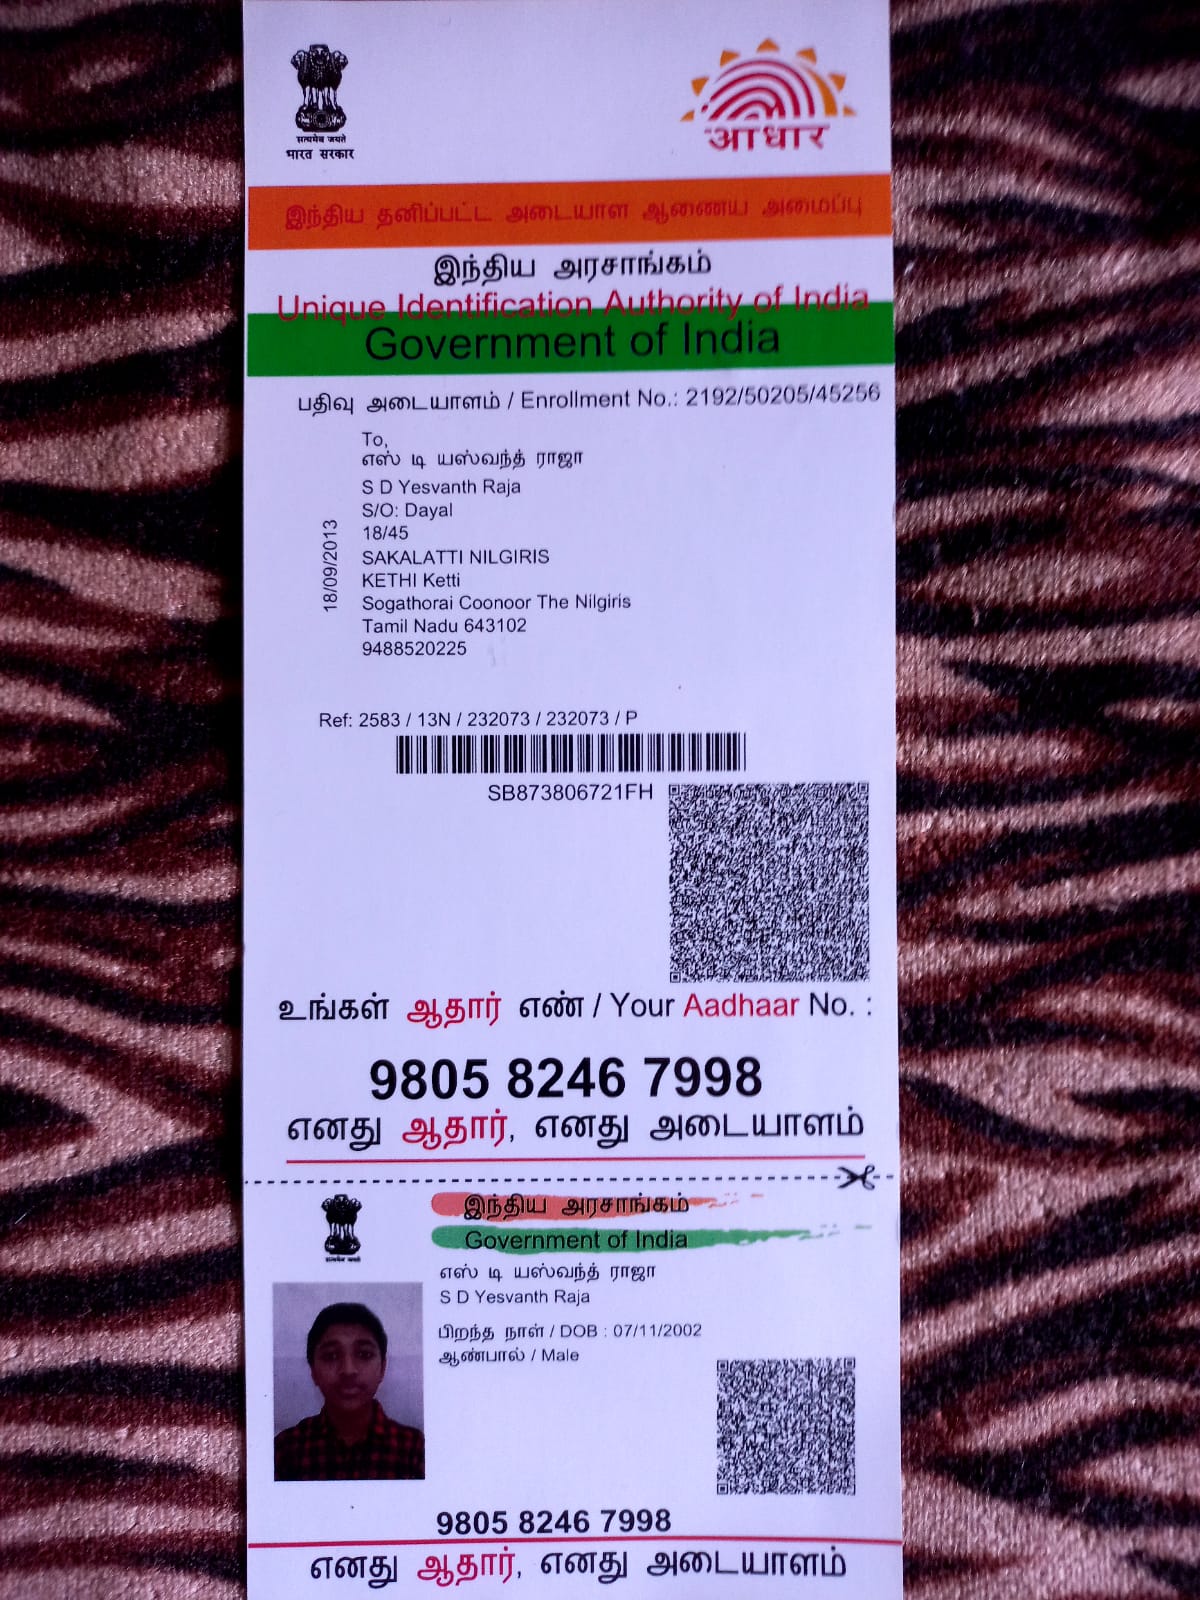 सत्यमेव जयते
भारत सरकार
आधार
இந்திய தனிப்பட்ட அடையாள ஆணைய அமைப்பு
இந்திய அரசாங்கம்
Unique Identification Authority of India
Government of India
பதிவு அடையாளம் / Enrollment No.: 2192/50205/45256
To,
எஸ் டி யஸ்வந்த் ராஜா
S D Yesvanth Raja
S/O: Dayal
18/45
SAKALATTI NILGIRIS
KETHI Ketti
Sogathorai Coonoor The Nilgiris
Tamil Nadu 643102
9488520225
18/09/2013
Ref: 2583 / 13N / 232073 / 232073 / P
SB873806721FH
உங்கள் ஆதார் எண் / Your Aadhaar No. :
9805 8246 7998
எனது ஆதார், எனது அடையாளம்
இந்திய அரசாங்கம்
Government of India
सत्यमेव जयते
எஸ் டி யஸ்வந்த் ராஜா
S D Yesvanth Raja
பிறந்த நாள் / DOB : 07/11/2002
ஆண்பால் / Male
9805 8246 7998
எனது ஆதார், எனது அடையாளம்